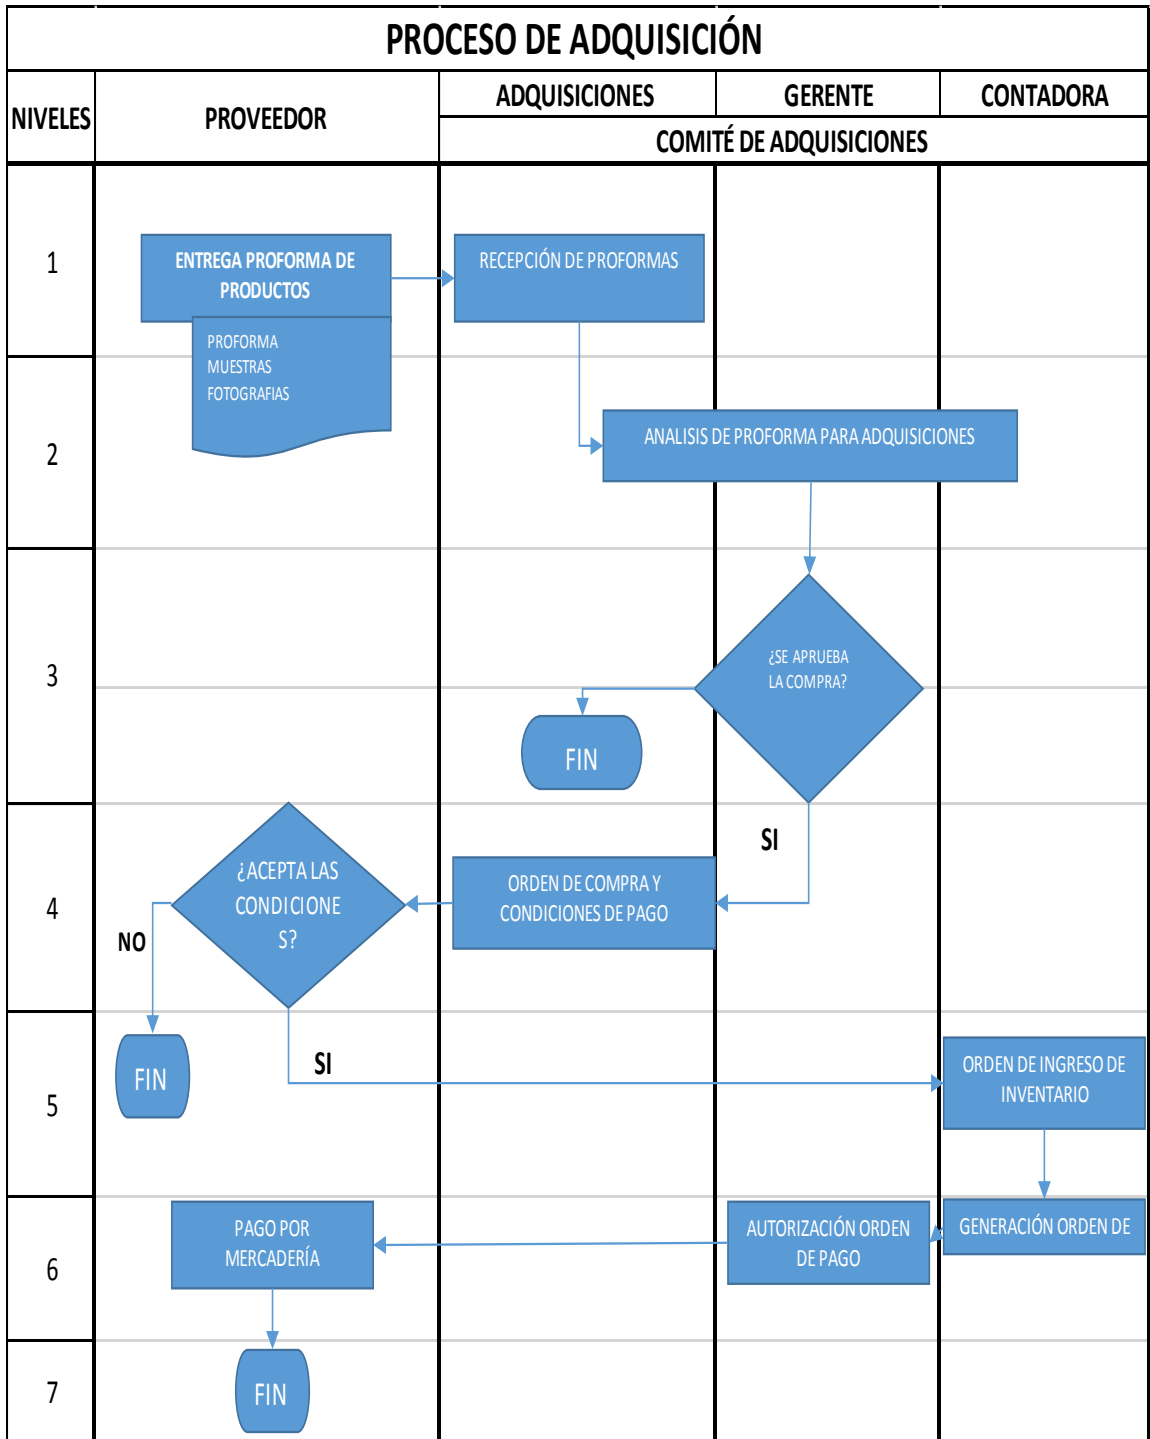 PROCESO DE ADQUISICIÓN
NIVELES
PROVEEDOR
ADQUISICIONES
GERENTE
CONTADORA
COMITÉ DE ADQUISICIONES
1
ENTREGA PROFORMA DE
PRODUCTOS
RECEPCIÓN DE PROFORMAS
PROFORMA
MUESTRAS
FOTOGRAFIAS
2
ANALISIS DE PROFORMA PARA ADQUISICIONES
3
¿SE APRUEBA
LA COMPRA?
FIN
SI
4
¿ACEPTA LAS
CONDICIONE
S?
ORDEN DE COMPRA Y
CONDICIONES DE PAGO
NO
5
FIN
SI
ORDEN DE INGRESO DE
INVENTARIO
6
PAGO POR
MERCADERÍA
AUTORIZACIÓN ORDEN
DE PAGO
GENERACIÓN ORDEN DE
7
FIN